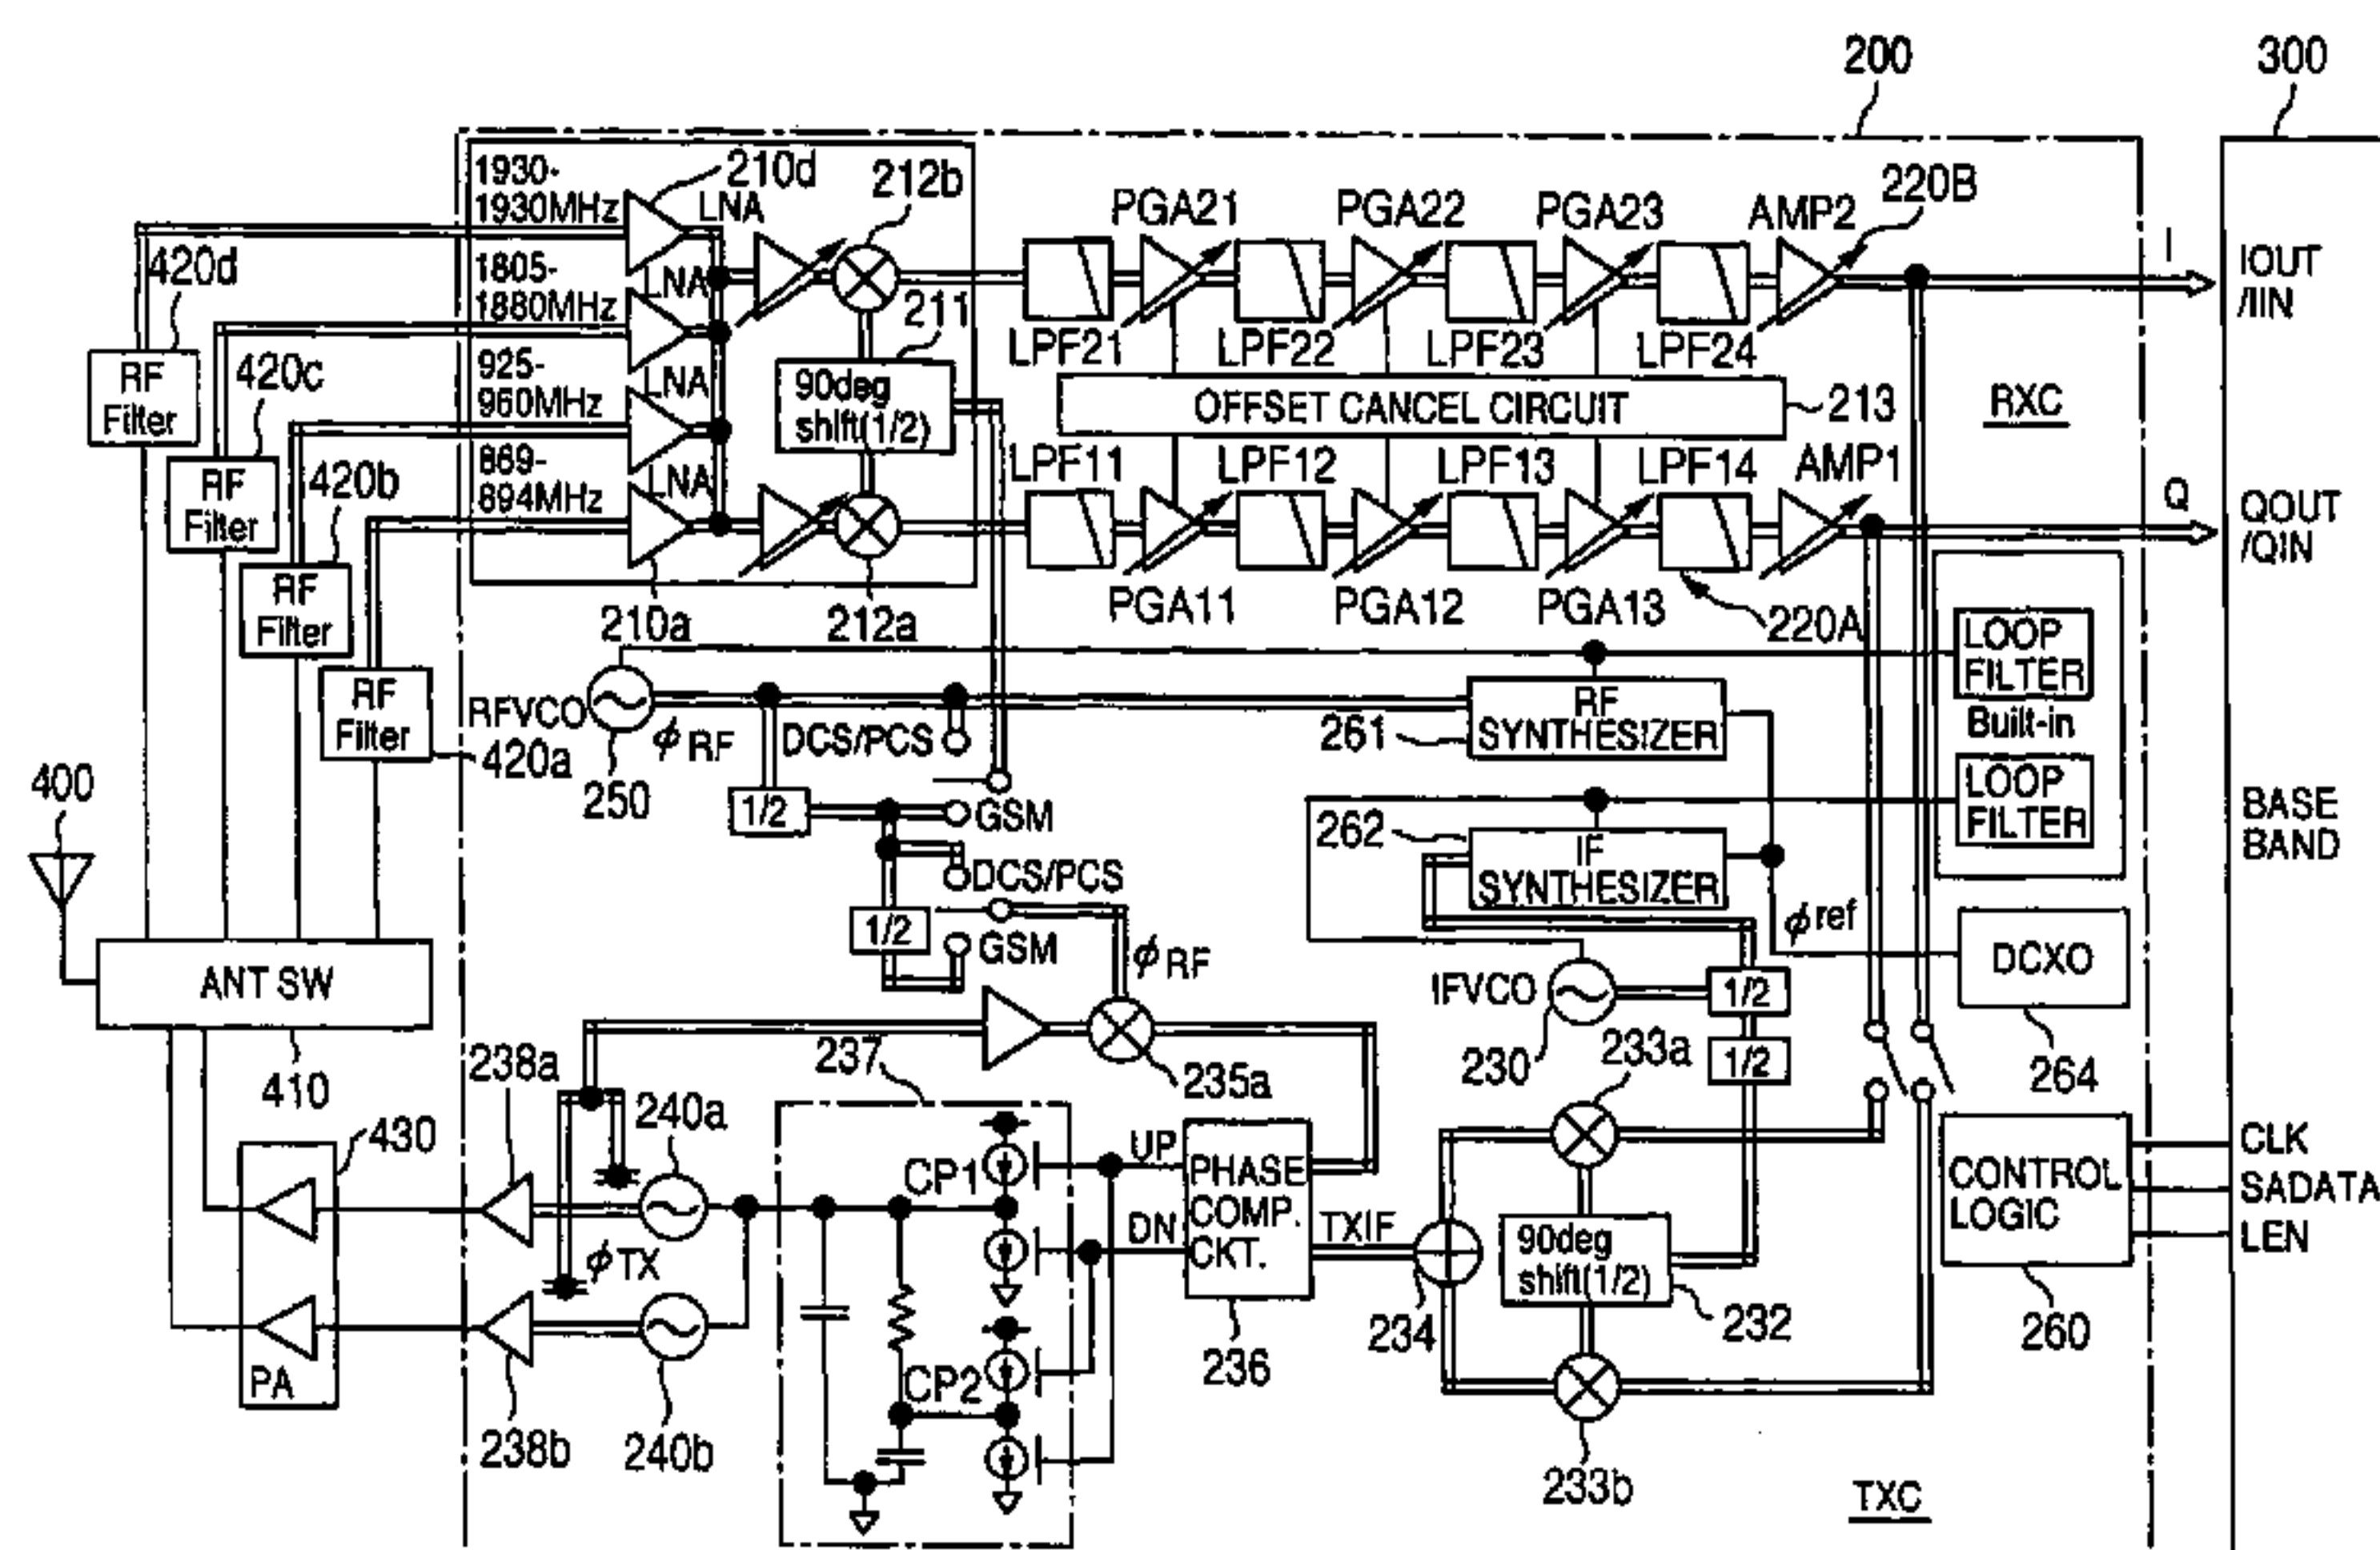 200
300
1930-
1930MHz
210d
LNA
212b
PGA21
PGA22
PGA23
AMP2
220B
I
IOUT
/IIN
420d
1805-
1880MHz
LNA
211
RF
Filter
420c
925-
960MHz
LNA
90deg
shift(1/2)
LPF21
LPF22
LPF23
LPF24
OFFSET CANCEL CIRCUIT
213
RXC
RF
Filter
420b
869-
894MHz
LNA
LPF11
LPF12
LPF13
LPF14
AMP1
Q
QOUT
/QIN
RF
Filter
210a
212a
PGA11
PGA12
PGA13
220A
LOOP
FILTER
Built-in
RF
Filter
420a
RFVCO
ϕRF
250
DCS/PCS
261
RF
SYNTHESIZER
400
1/2
GSM
262
LOOP
FILTER
BASE
BAND
DCS/PCS
IF
SYNTHESIZER
1/2
GSM
ϕRF
ϕref
DCXO
ANT SW
IFVCO
1/2
410
238a
237
235a
230
233a
1/2
264
430
240a
UP
CP1
PHASE
COMP.
CKT.
DN
TXIF
90deg
shift(1/2)
CONTROL
LOGIC
CLK
SADATA
LEN
ϕTX
234
232
260
PA
CP2
236
238b
240b
233b
TXC